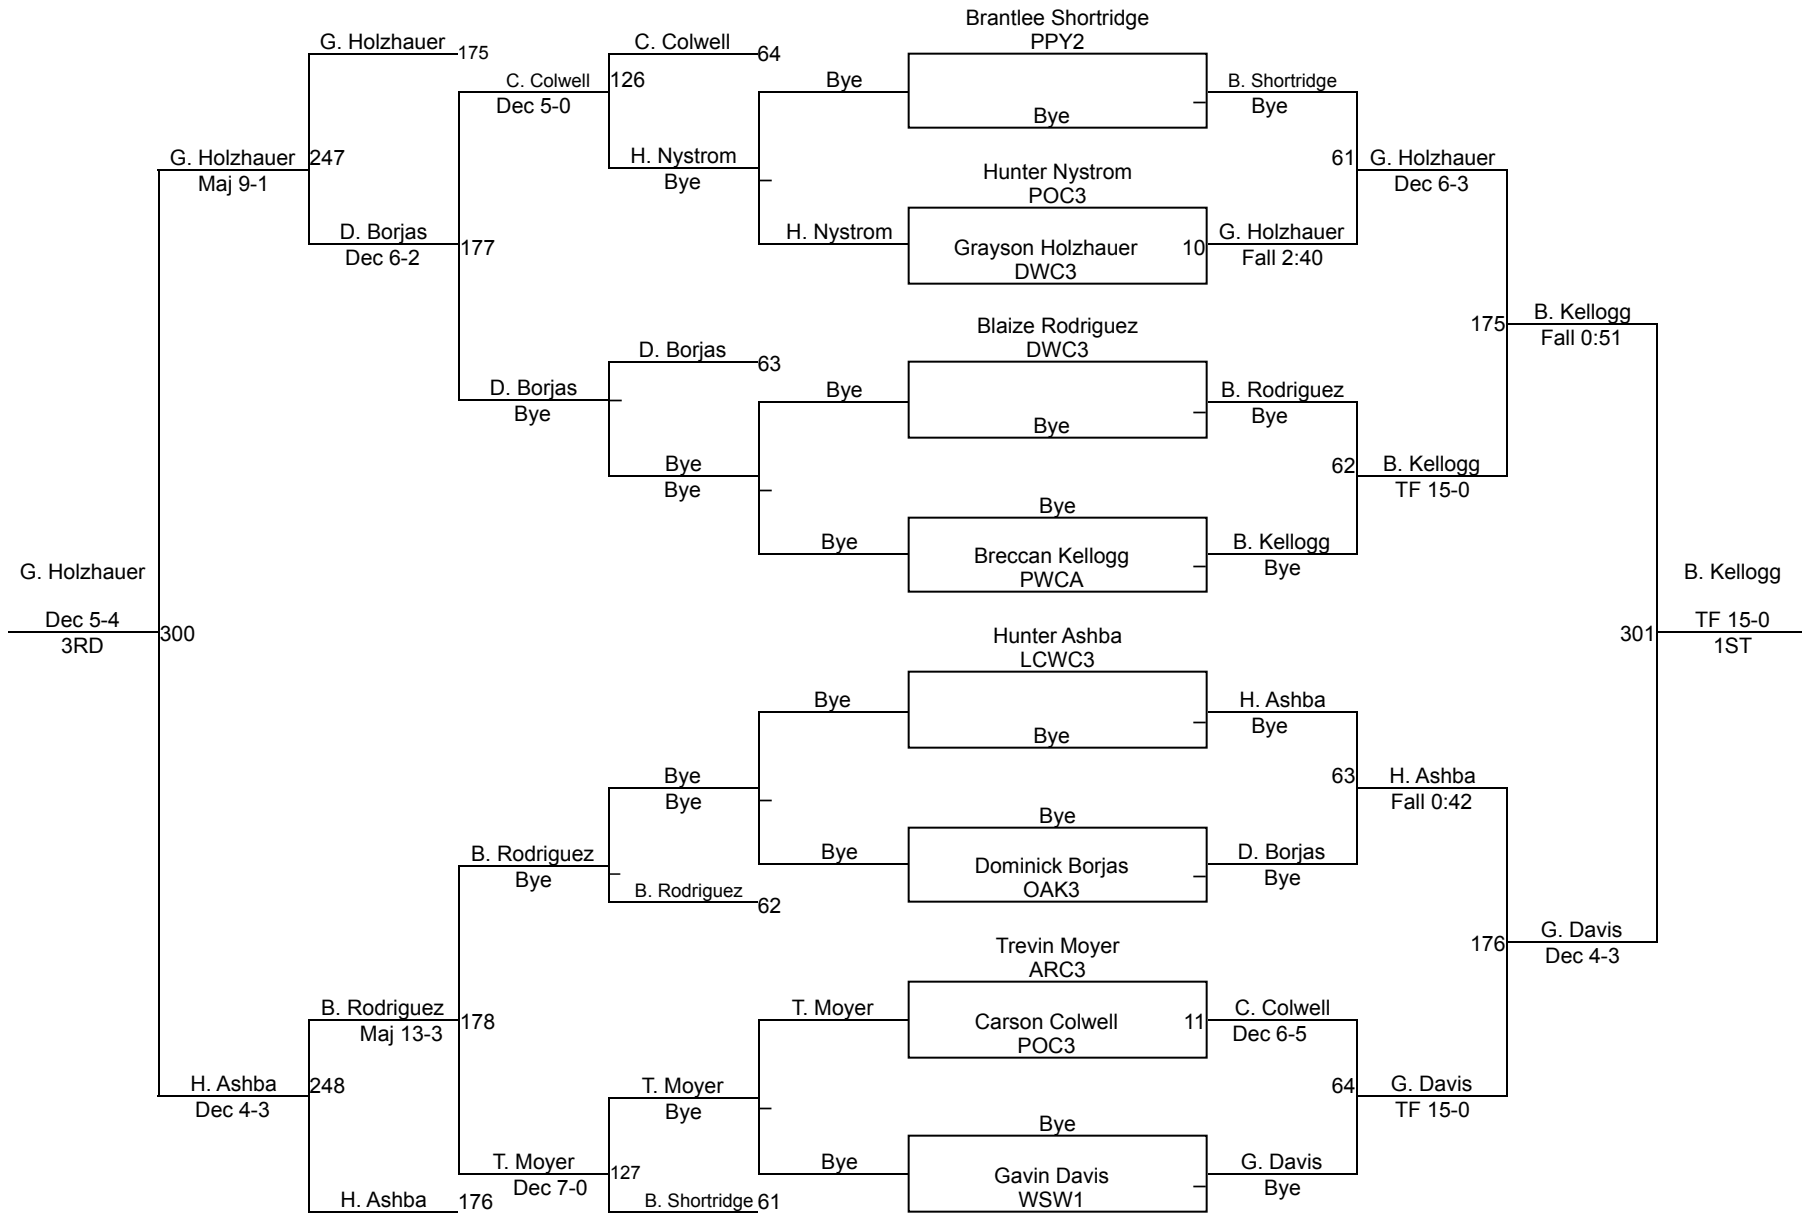 Brantlee Shortridge
PPY2
G. Holzhauer
175
C. Colwell
64
C. Colwell
126
Dec 5-0
Bye
Bye
B. Shortridge
Bye
H. Nystrom
Bye
G. Holzhauer
247
Maj 9-1
Hunter Nystrom
POC3
61
G. Holzhauer
Dec 6-3
D. Borjas
177
Dec 6-2
H. Nystrom
Grayson Holzhauer
10
DWC3
G. Holzhauer
Fall 2:40
Blaize Rodriguez
DWC3
175
B. Kellogg
Fall 0:51
D. Borjas
63
D. Borjas
Bye
Bye
Bye
B. Rodriguez
Bye
Bye
Bye
62
B. Kellogg
TF 15-0
Bye
Bye
Breccan Kellogg
PWCA
B. Kellogg
Bye
G. Holzhauer
Dec 5-4
3RD
300
B. Kellogg
301
TF 15-0
1ST
Hunter Ashba
LCWC3
Bye
Bye
H. Ashba
Bye
Bye
Bye
63
H. Ashba
Fall 0:42
B. Rodriguez
Bye
Bye
Bye
Dominick Borjas
OAK3
D. Borjas
Bye
B. Rodriguez
62
Trevin Moyer
ARC3
176
G. Davis
Dec 4-3
B. Rodriguez
178
Maj 13-3
T. Moyer
Carson Colwell
11
POC3
C. Colwell
Dec 6-5
H. Ashba
248
Dec 4-3
T. Moyer
Bye
64
G. Davis
TF 15-0
Bye
T. Moyer
127
Dec 7-0
Bye
Gavin Davis
WSW1
G. Davis
Bye
H. Ashba
176
B. Shortridge
61